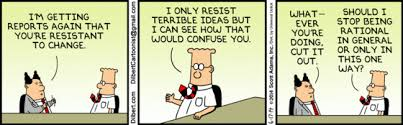 I'M GETTING
REPORTS AGAIN THAT
YOU'RE RESISTANT
TO CHANGE.
Dilbert.com DilbertCartoonist@gmail.com
I ONLY RESIST
TERRIBLE IDEAS BUT
I CAN SEE HOW THAT
WOULD CONFUSE YOU.
WHAT-
EVER
YOU'RE
DOING,
CUT IT
OUT.
SHOULD I
STOP BEING
RATIONAL
IN GENERAL
OR ONLY IN
THIS ONE
WAY?